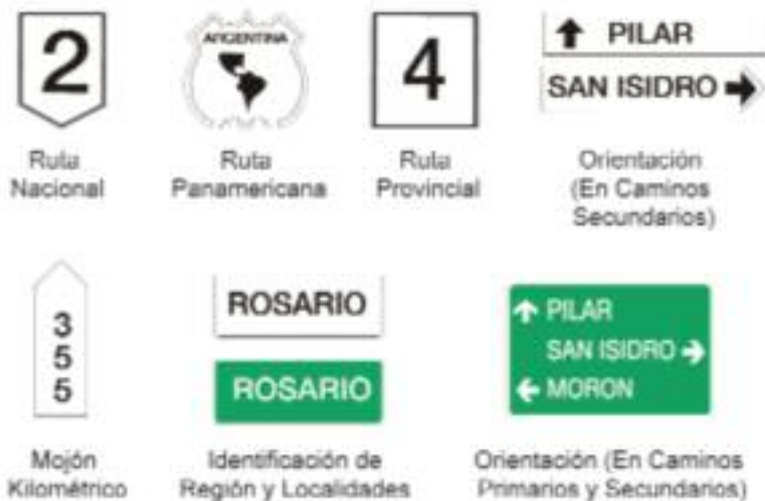 2
Ruta
Nacional
ARGENTINA
Ruta
Panamericana
4
Ruta
Provincial
PILAR
SAN ISIDRO
Orientación
(En Caminos
Secundarios)
3
5
5
Mojón
Kilométrico
ROSARIO
ROSARIO
Identificación de
Región y Localidades
PILAR
SAN ISIDRO
MORON
Orientación (En Caminos
Primarios y Secundarios)